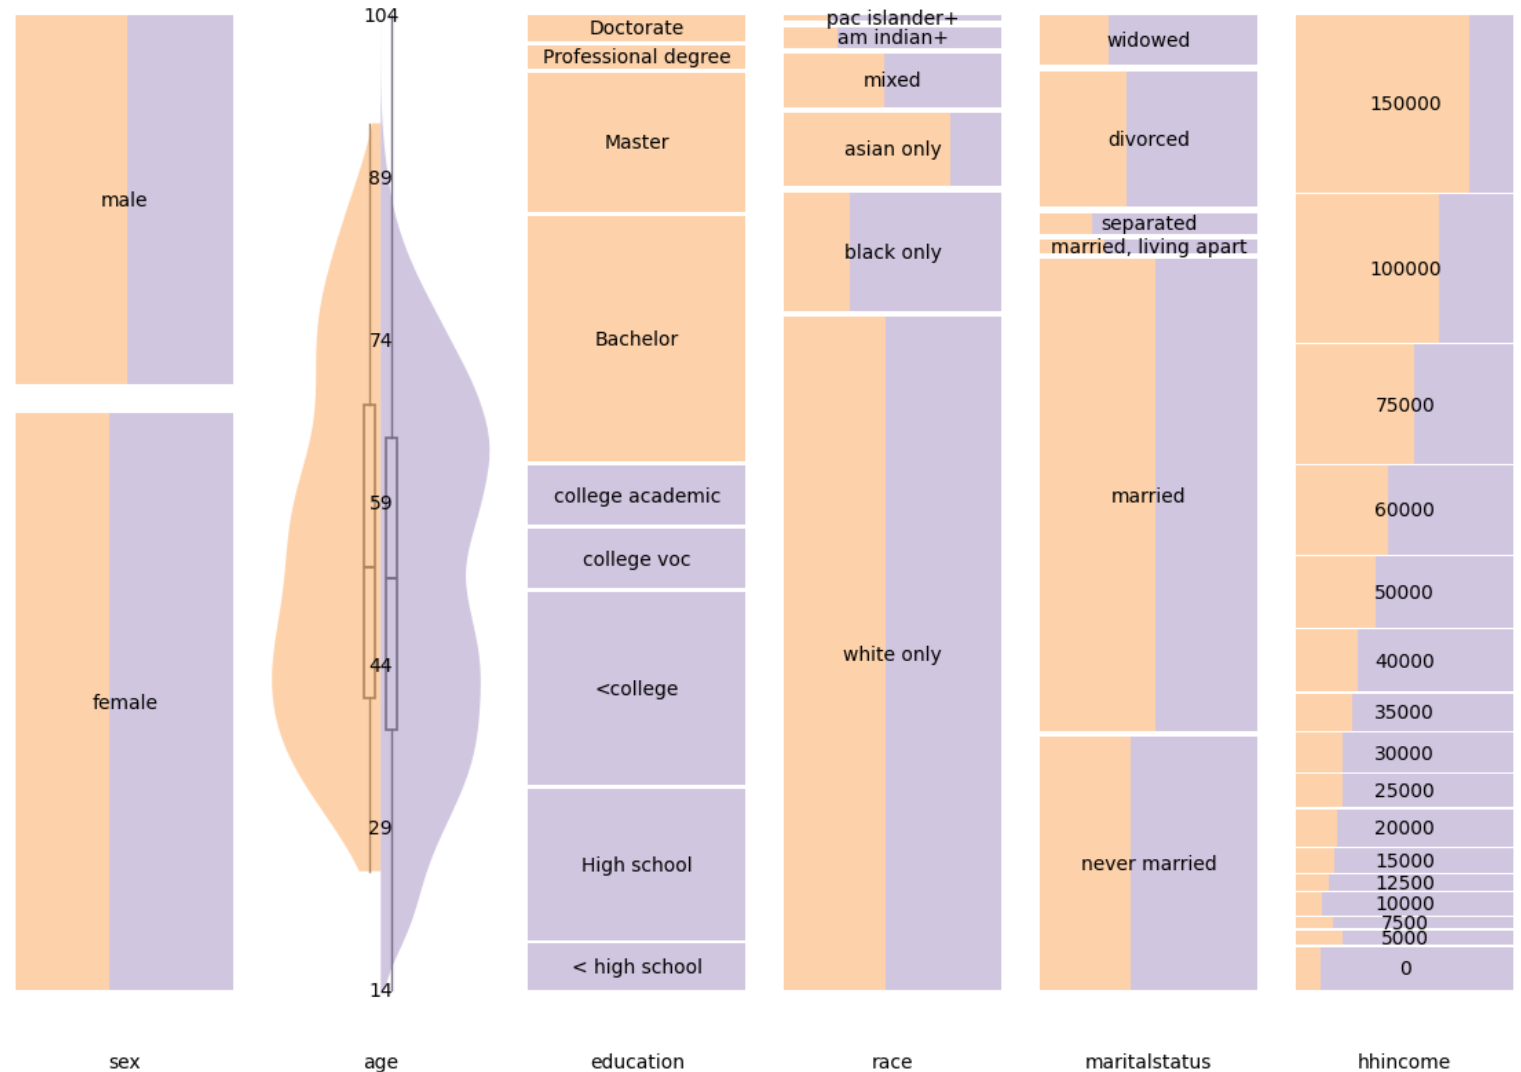 male
female
sex
104
89
74
59
44
29
14
age
Doctorate
Professional degree
Master
Bachelor
college academic
college voc
<college
High school
< high school
education
pac islander+
am indian+
mixed
asian only
black only
white only
race
widowed
divorced
separated
married, living apart
married
never married
maritalstatus
150000
100000
75000
60000
50000
40000
35000
30000
25000
20000
15000
12500
10000
7500
5000
0
hhincome